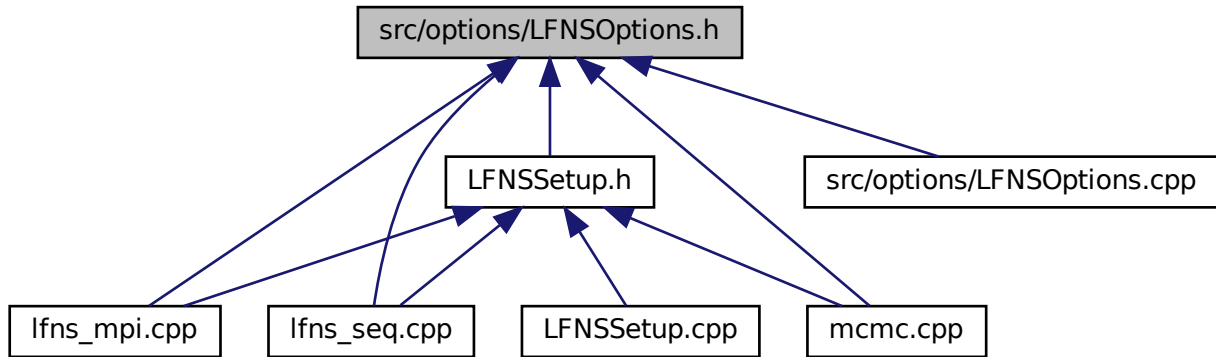 src/options/LFNSOptions.h
LFNSSetup.h
src/options/LFNSOptions.cpp
lfns_mpi.cpp
lfns_seq.cpp
LFNSSetup.cpp
mcmc.cpp